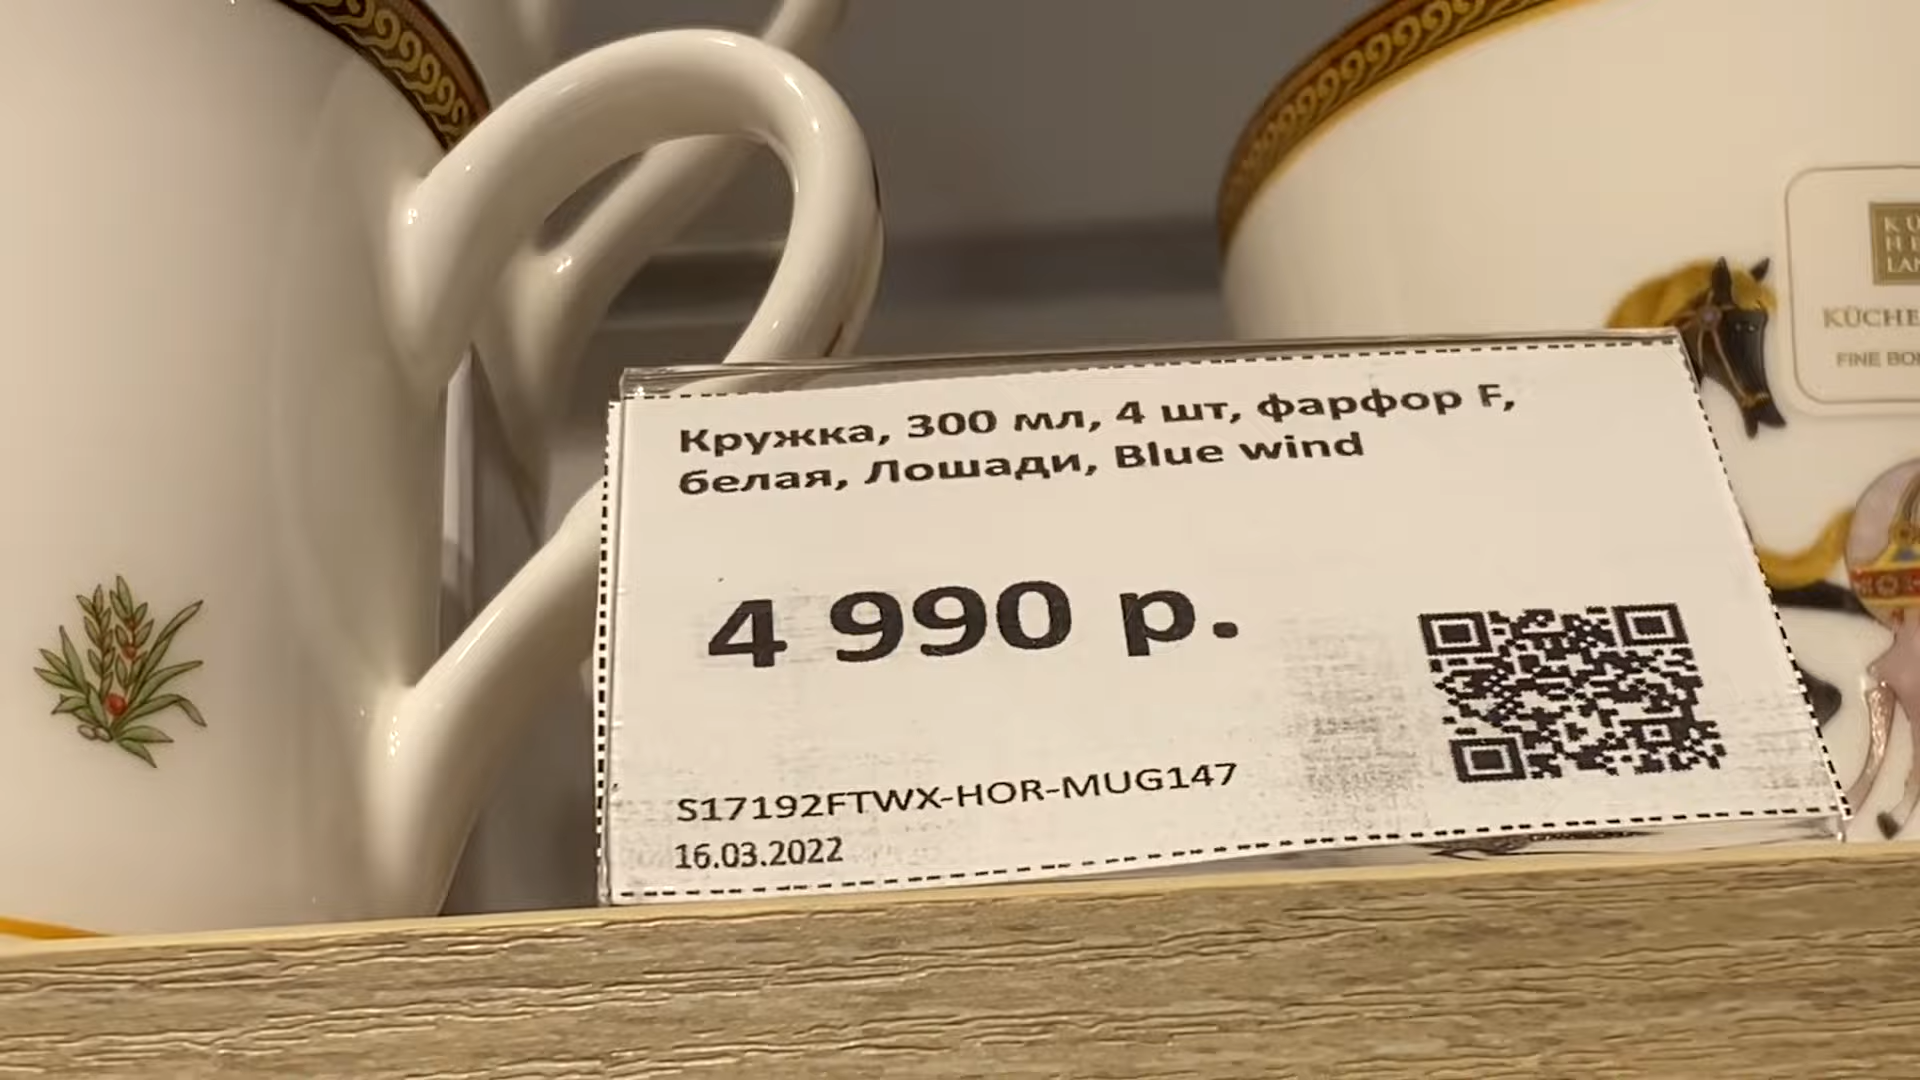 Кружка, 300 мл, 4 шт, фарфор F,
белая, Лошади, Blue wind
4 990 р.
S17192FTWX-HOR-MUG147
16.03.2022
KÜCHE
FINE